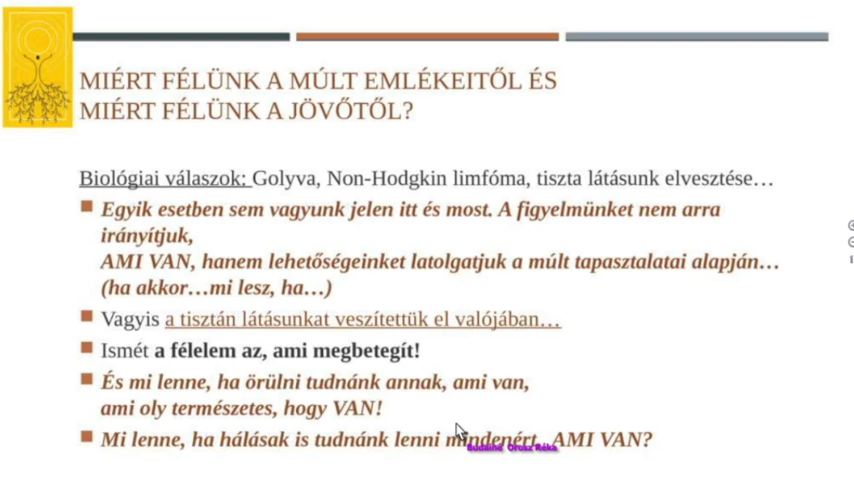 MIÉRT FÉLÜNK A MÚLT EMLÉKEITŐL ÉS
MIÉRT FÉLÜNK A JÖVŐTŐL?
Biológiai válaszok: Golyva, Non-Hodgkin limfóma, tiszta látásunk elvesztése…
Egyik esetben sem vagyunk jelen itt és most. A figyelmünket nem arra
irányítjuk,
AMI VAN, hanem lehetőségeinket latolgatjuk a múlt tapasztalatai alapján…
(ha akkor…mi lesz, ha…)
Vagyis a tisztán látásunkat veszítettük el valójában…
Ismét a félelem az, ami megbetegít!
És mi lenne, ha örülni tudnánk annak, ami van,
ami oly természetes, hogy VAN!
Mi lenne, ha hálásak is tudnánk lenni mindenért, AMI VAN?
Budainé Orosz Réka